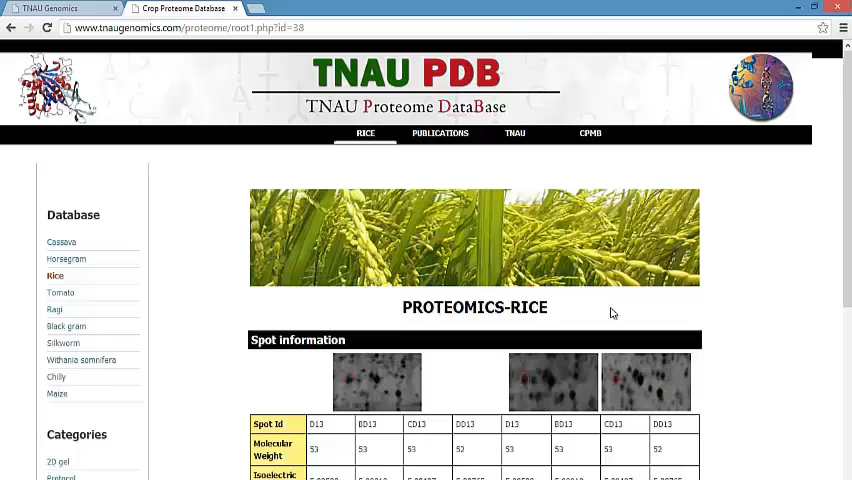 TNAU Genomics
Crop Proteome Database
www.tnaugenomics.com/proteome/root1.php?id=38
TNAU PDB
TNAU Proteome DataBase
RICE PUBLICATIONS TNAU CPMB
Database
Cassava
Horsegram
Rice
Tomato
Ragi
Black gram
Silkworm
Withania somnifera
Chilly
Maize
Categories
2D gel
Protocol
PROTEOMICS-RICE
Spot information
Spot Id D13 BD13 CD13 DD13 D13 BD13 CD13 DD13
Molecular Weight 53 53 53 52 53 53 53 52
Isoelectric